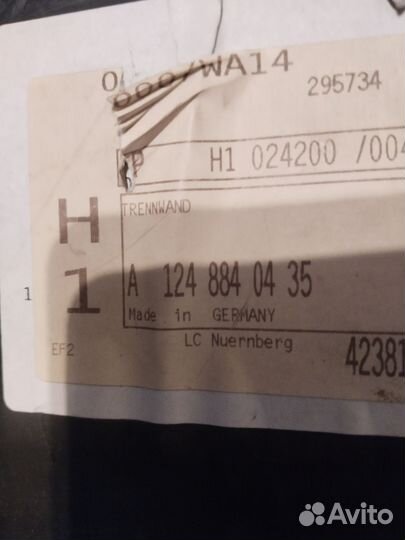 /WA14
295734
P H1 024200 /004
TRENNWAND
H
1
A 124 884 04 35
1
Made in GERMANY
LC Nuernberg
EF2
42381
Avito